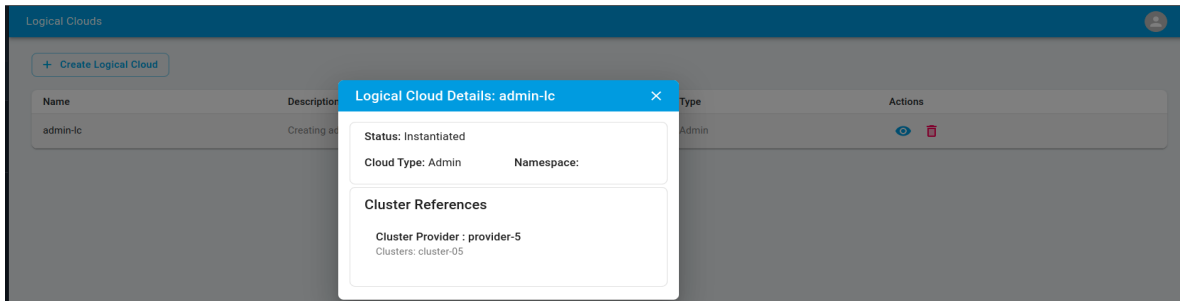 Logical Clouds
+ Create Logical Cloud
Name Description Type Actions
admin-lc Creating ad Admin
Logical Cloud Details: admin-lc
Status: Instantiated
Cloud Type: Admin Namespace:
Cluster References
Cluster Provider : provider-5
Clusters: cluster-05